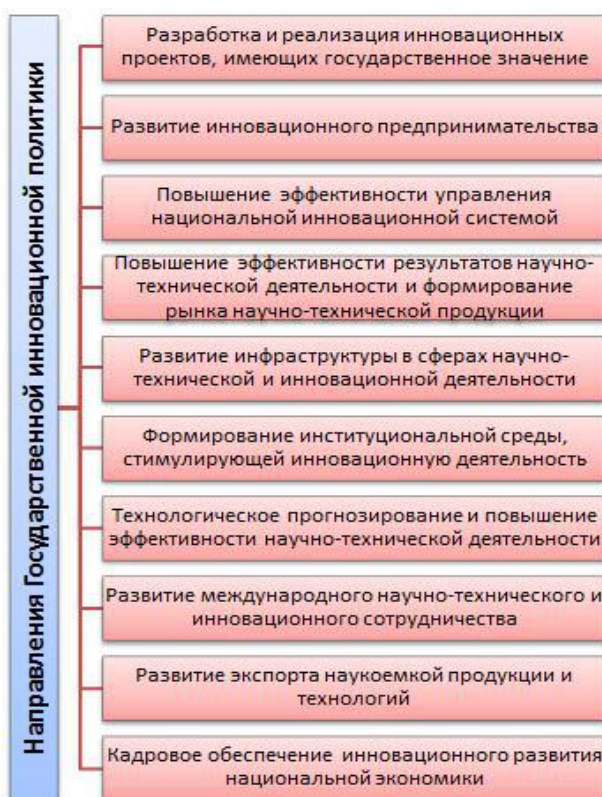 Направления Государственной инновационной политики
Разработка и реализация инновационных
проектов, имеющих государственное значение
Развитие инновационного предпринимательства
Повышение эффективности управления
национальной инновационной системой
Повышение эффективности результатов научно-
технической деятельности и формирование
рынка научно-технической продукции
Развитие инфраструктуры в сферах научно-
технической и инновационной деятельности
Формирование институциональной среды,
стимулирующей инновационную деятельность
Технологическое прогнозирование и повышение
эффективности научно-технической деятельности
Развитие международного научно-технического и
инновационного сотрудничества
Развитие экспорта наукоемкой продукции и
технологий
Кадровое обеспечение инновационного развития
национальной экономики